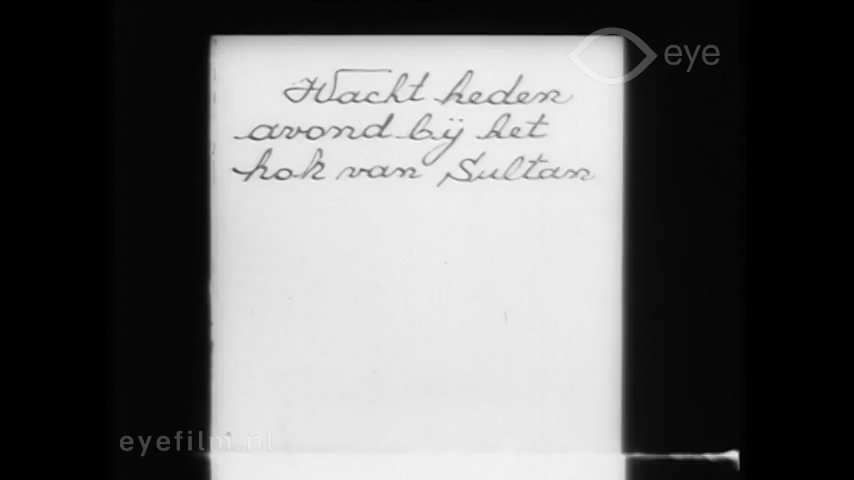 eye
Wacht heden
avond bij het
hok van Sultan
eyefilm.nl